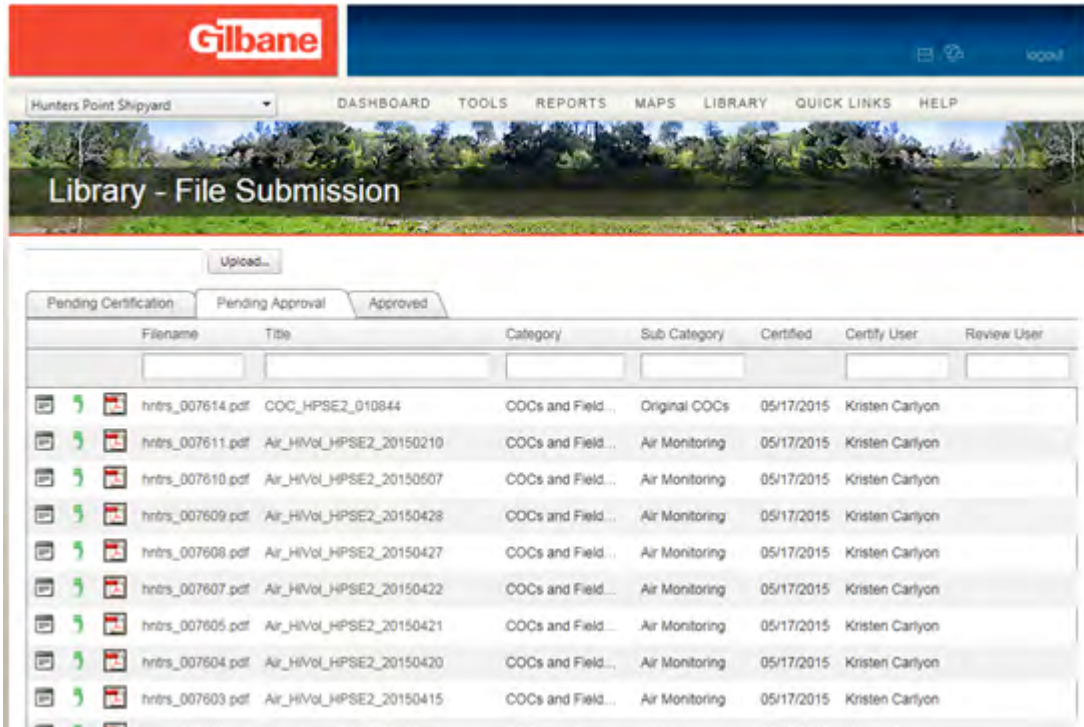 Gilbane
logout
Hunters Point Shipyard DASHBOARD TOOLS REPORTS MAPS LIBRARY QUICK LINKS HELP
Library - File Submission
Upload...
Pending Certification Pending Approval Approved
Filename Title Category Sub Category Certified Certify User Review User
hntrs_007614.pdf COC_HPSE2_010844 COCs and Field... Original COCs 05/17/2015 Kristen Carlyon
hntrs_007611.pdf Air_HiVol_HPSE2_20150210 COCs and Field... Air Monitoring 05/17/2015 Kristen Carlyon
hntrs_007610.pdf Air_HiVol_HPSE2_20150507 COCs and Field... Air Monitoring 05/17/2015 Kristen Carlyon
hntrs_007609.pdf Air_HiVol_HPSE2_20150428 COCs and Field... Air Monitoring 05/17/2015 Kristen Carlyon
hntrs_007608.pdf Air_HiVol_HPSE2_20150427 COCs and Field... Air Monitoring 05/17/2015 Kristen Carlyon
hntrs_007607.pdf Air_HiVol_HPSE2_20150422 COCs and Field... Air Monitoring 05/17/2015 Kristen Carlyon
hntrs_007605.pdf Air_HiVol_HPSE2_20150421 COCs and Field... Air Monitoring 05/17/2015 Kristen Carlyon
hntrs_007604.pdf Air_HiVol_HPSE2_20150420 COCs and Field... Air Monitoring 05/17/2015 Kristen Carlyon
hntrs_007603.pdf Air_HiVol_HPSE2_20150415 COCs and Field... Air Monitoring 05/17/2015 Kristen Carlyon